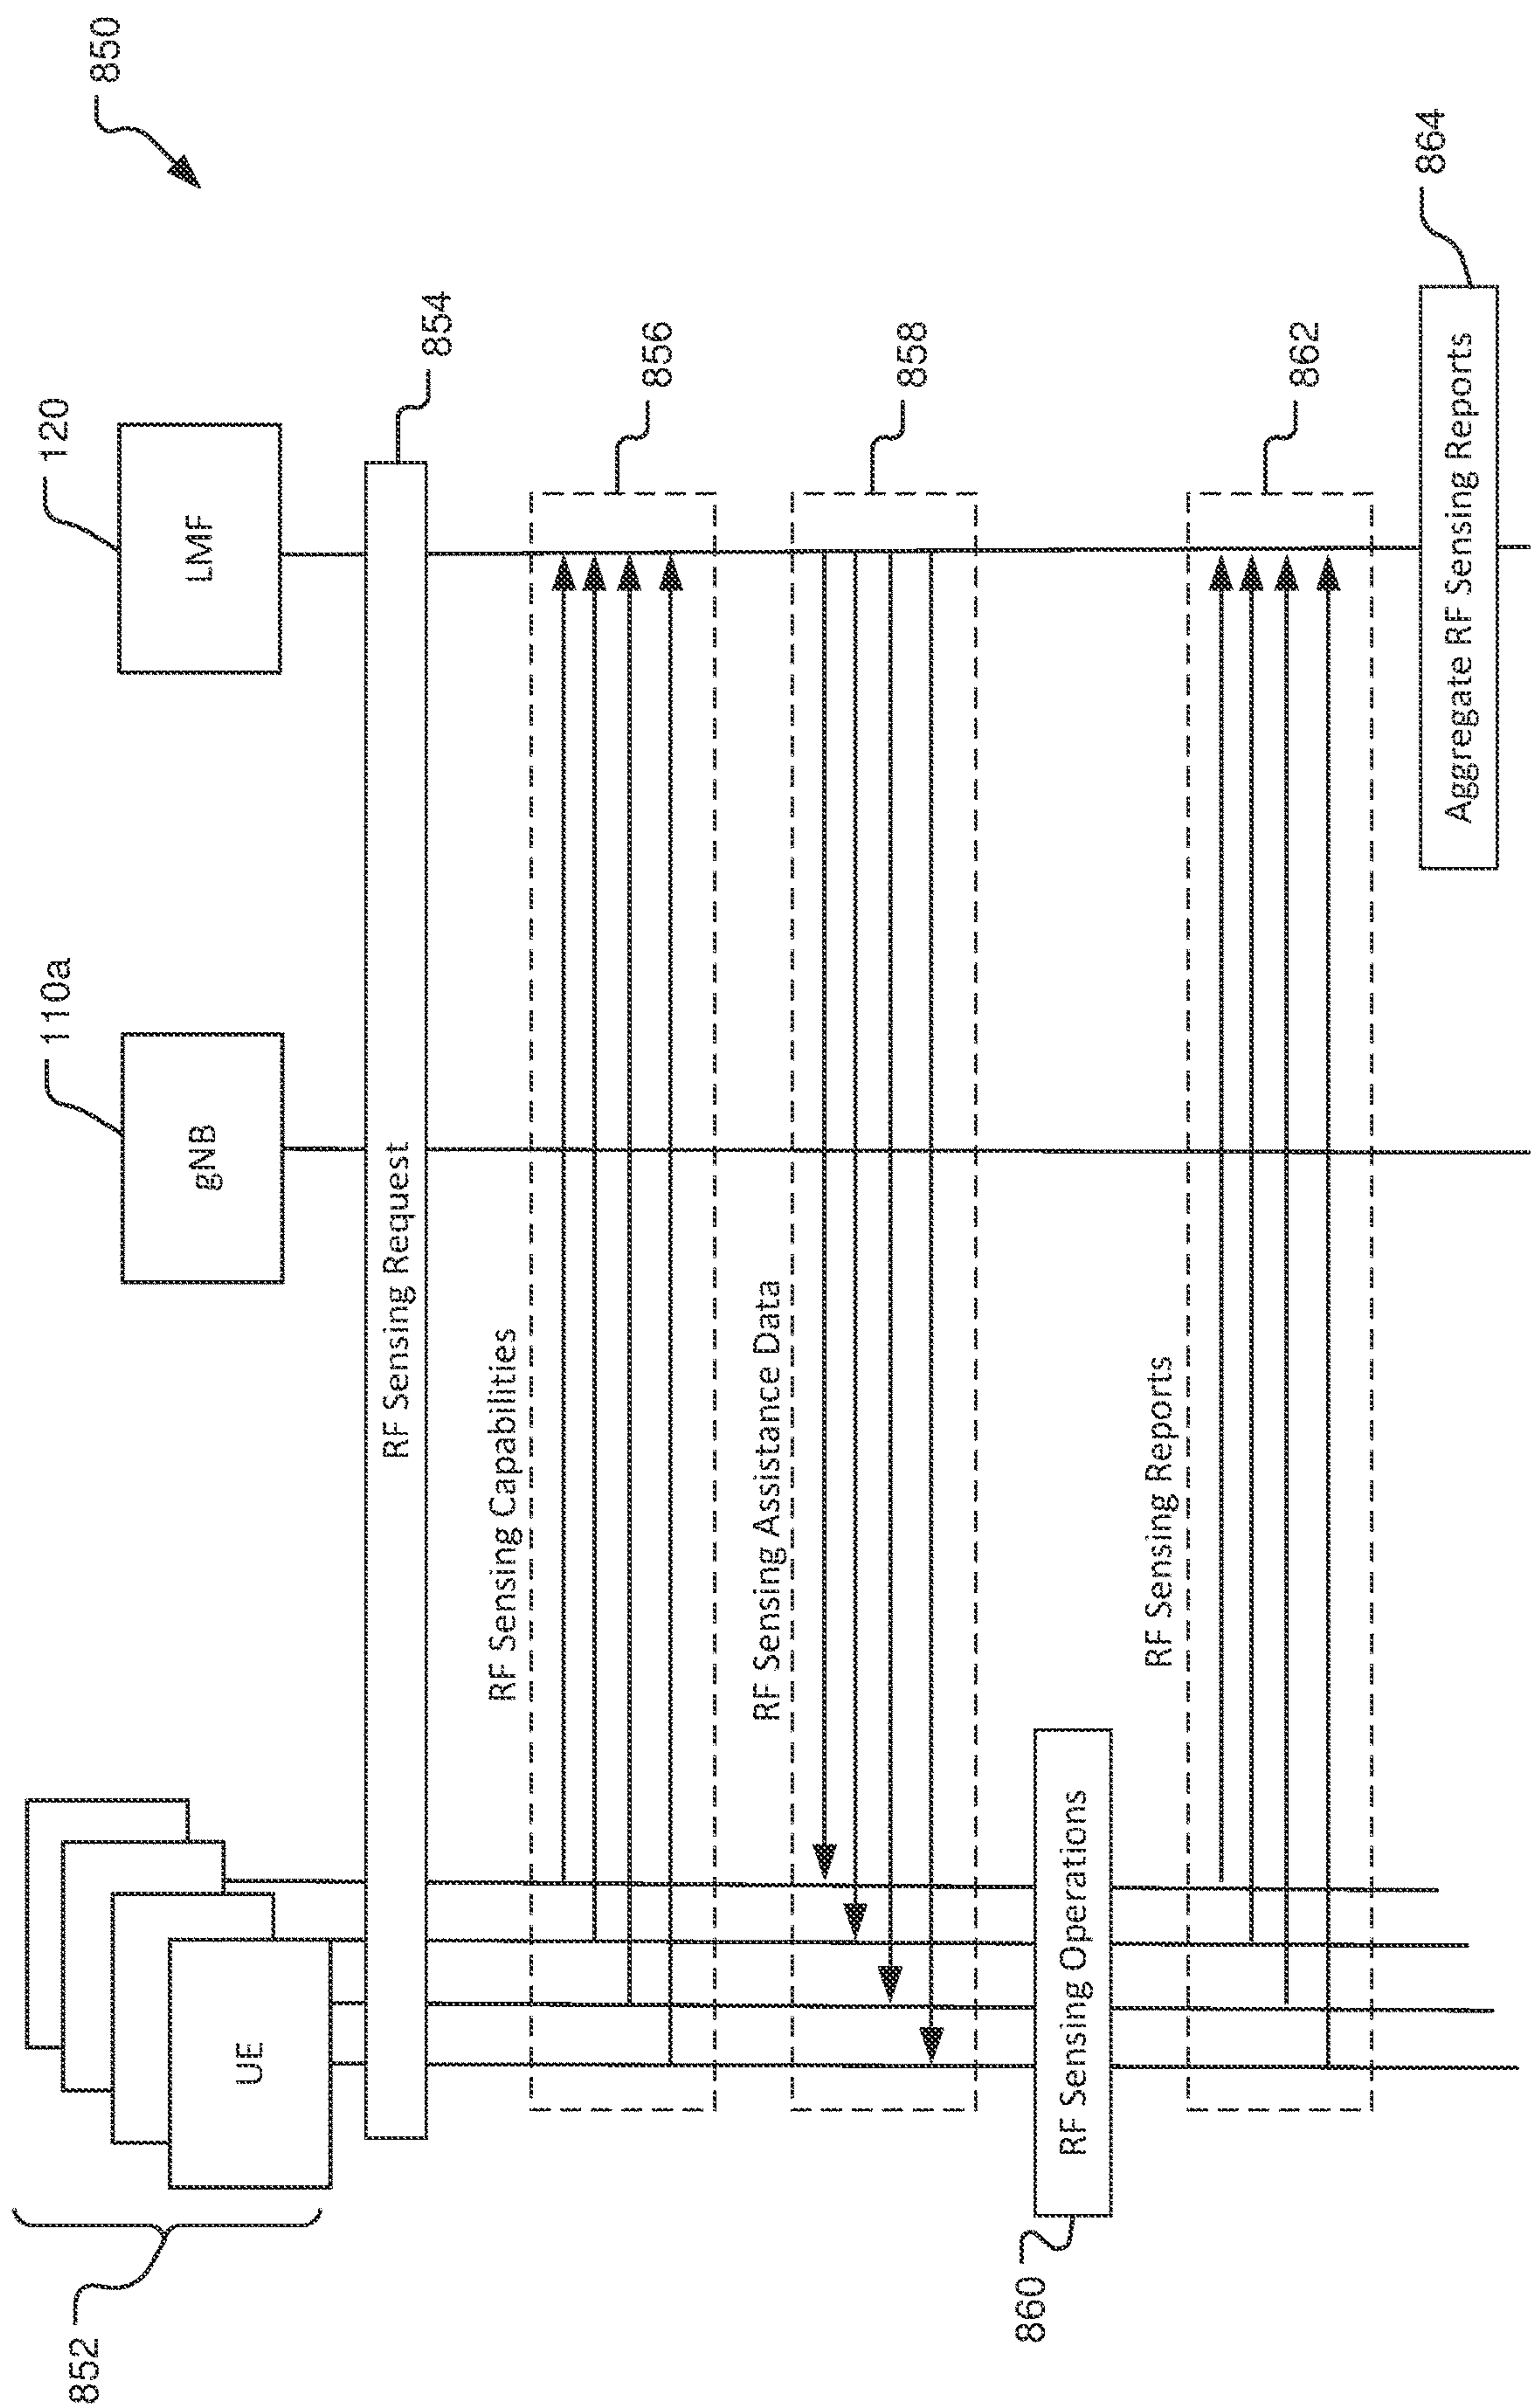 850
852
UE
gNB
110a
LMF
120
RF Sensing Request
854
RF Sensing Capabilities
856
RF Sensing Assistance Data
858
860
RF Sensing Operations
RF Sensing Reports
862
Aggregate RF Sensing Reports
864